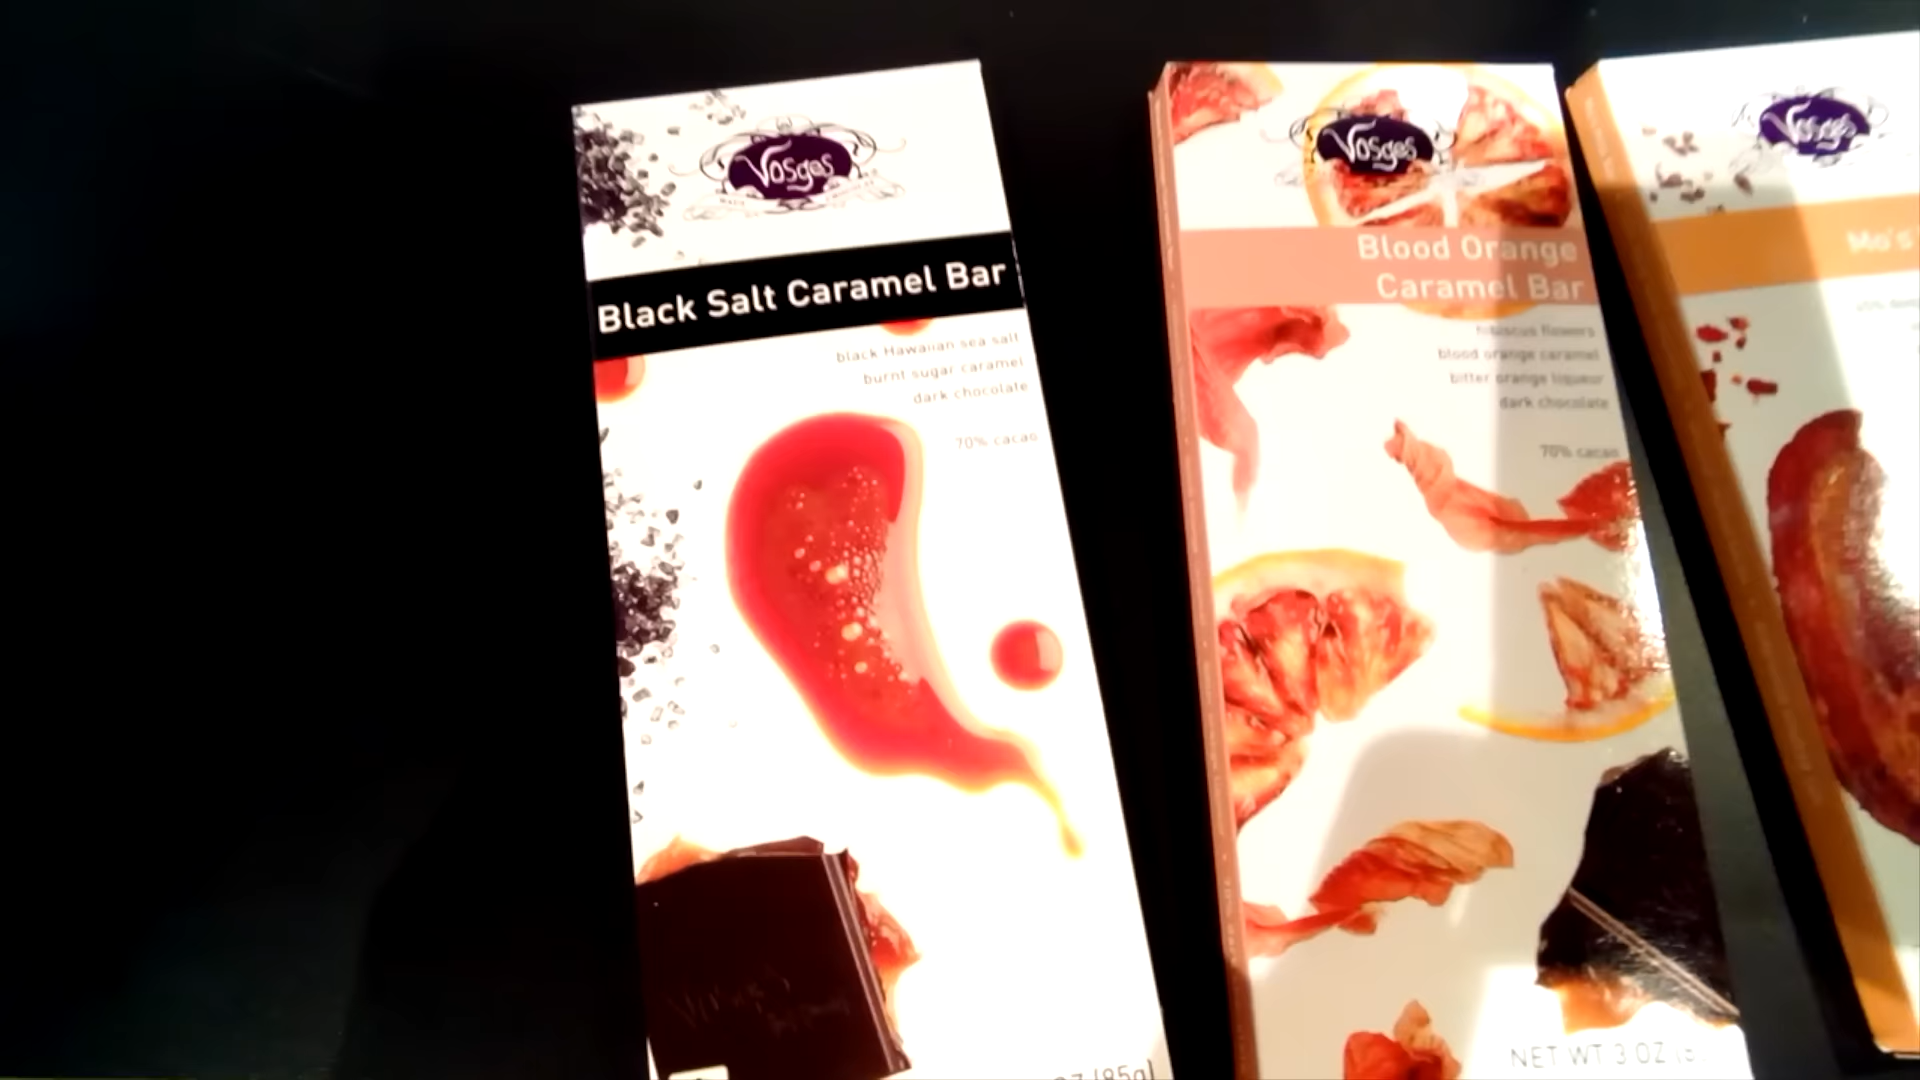 Vosges
Black Salt Caramel Bar
black Hawaiian sea salt
burnt sugar caramel
dark chocolate
70% cacao
OZ (85g)
Vosges
Blood Orange
Caramel Bar
hibiscus flowers
blood orange caramel
bitter orange liqueur
dark chocolate
70% cacao
NET WT 3 OZ
Vosges
Mo's